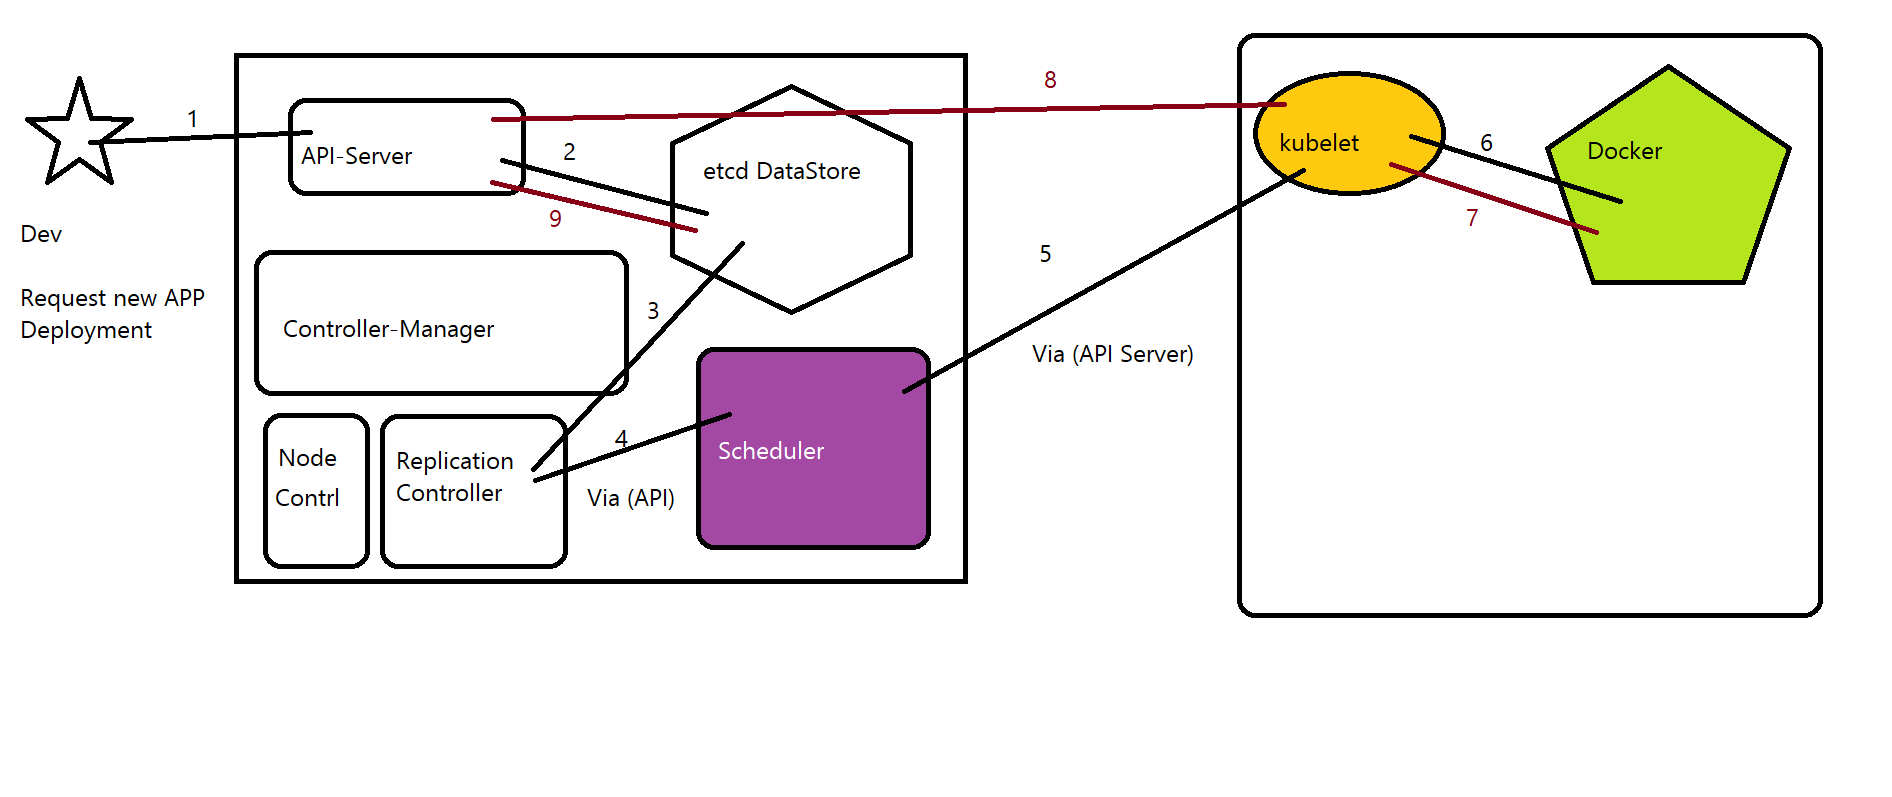 8
1
kubelet
6
Docker
API-Server
2
etcd DataStore
9
7
Dev
5
Request new APP
Deployment
3
Controller-Manager
Via (API Server)
4
Scheduler
Node
Contrl
Replication
Controller
Via (API)